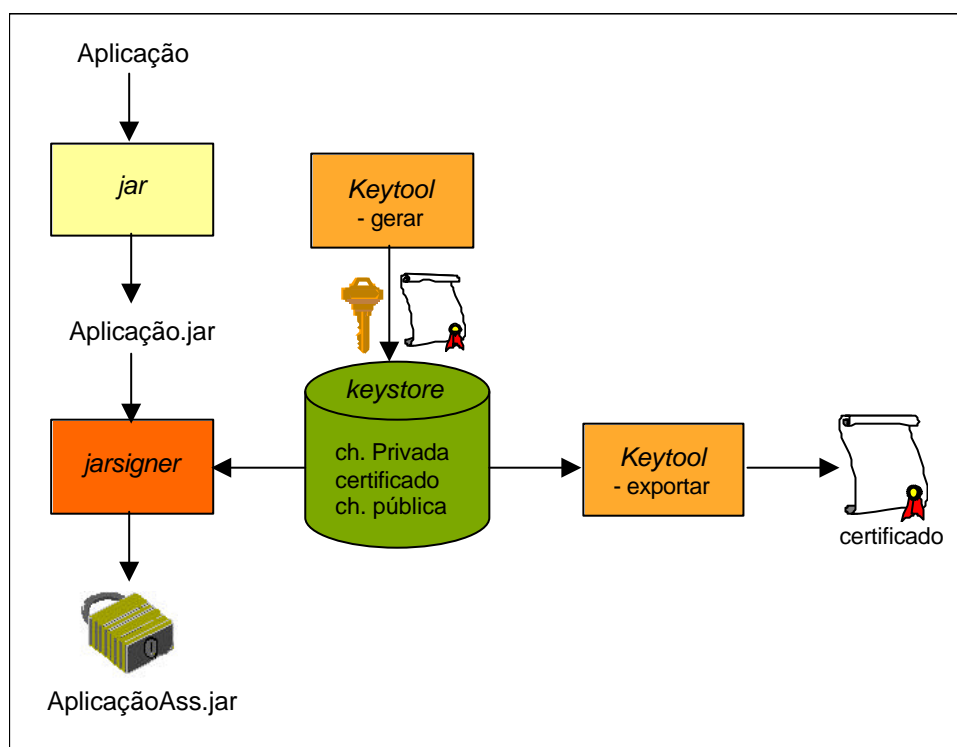 Aplicação
jar
Keytool
- gerar
Aplicação.jar
keystore
ch. Privada
certificado
ch. pública
jarsigner
Keytool
- exportar
certificado
AplicaçãoAss.jar